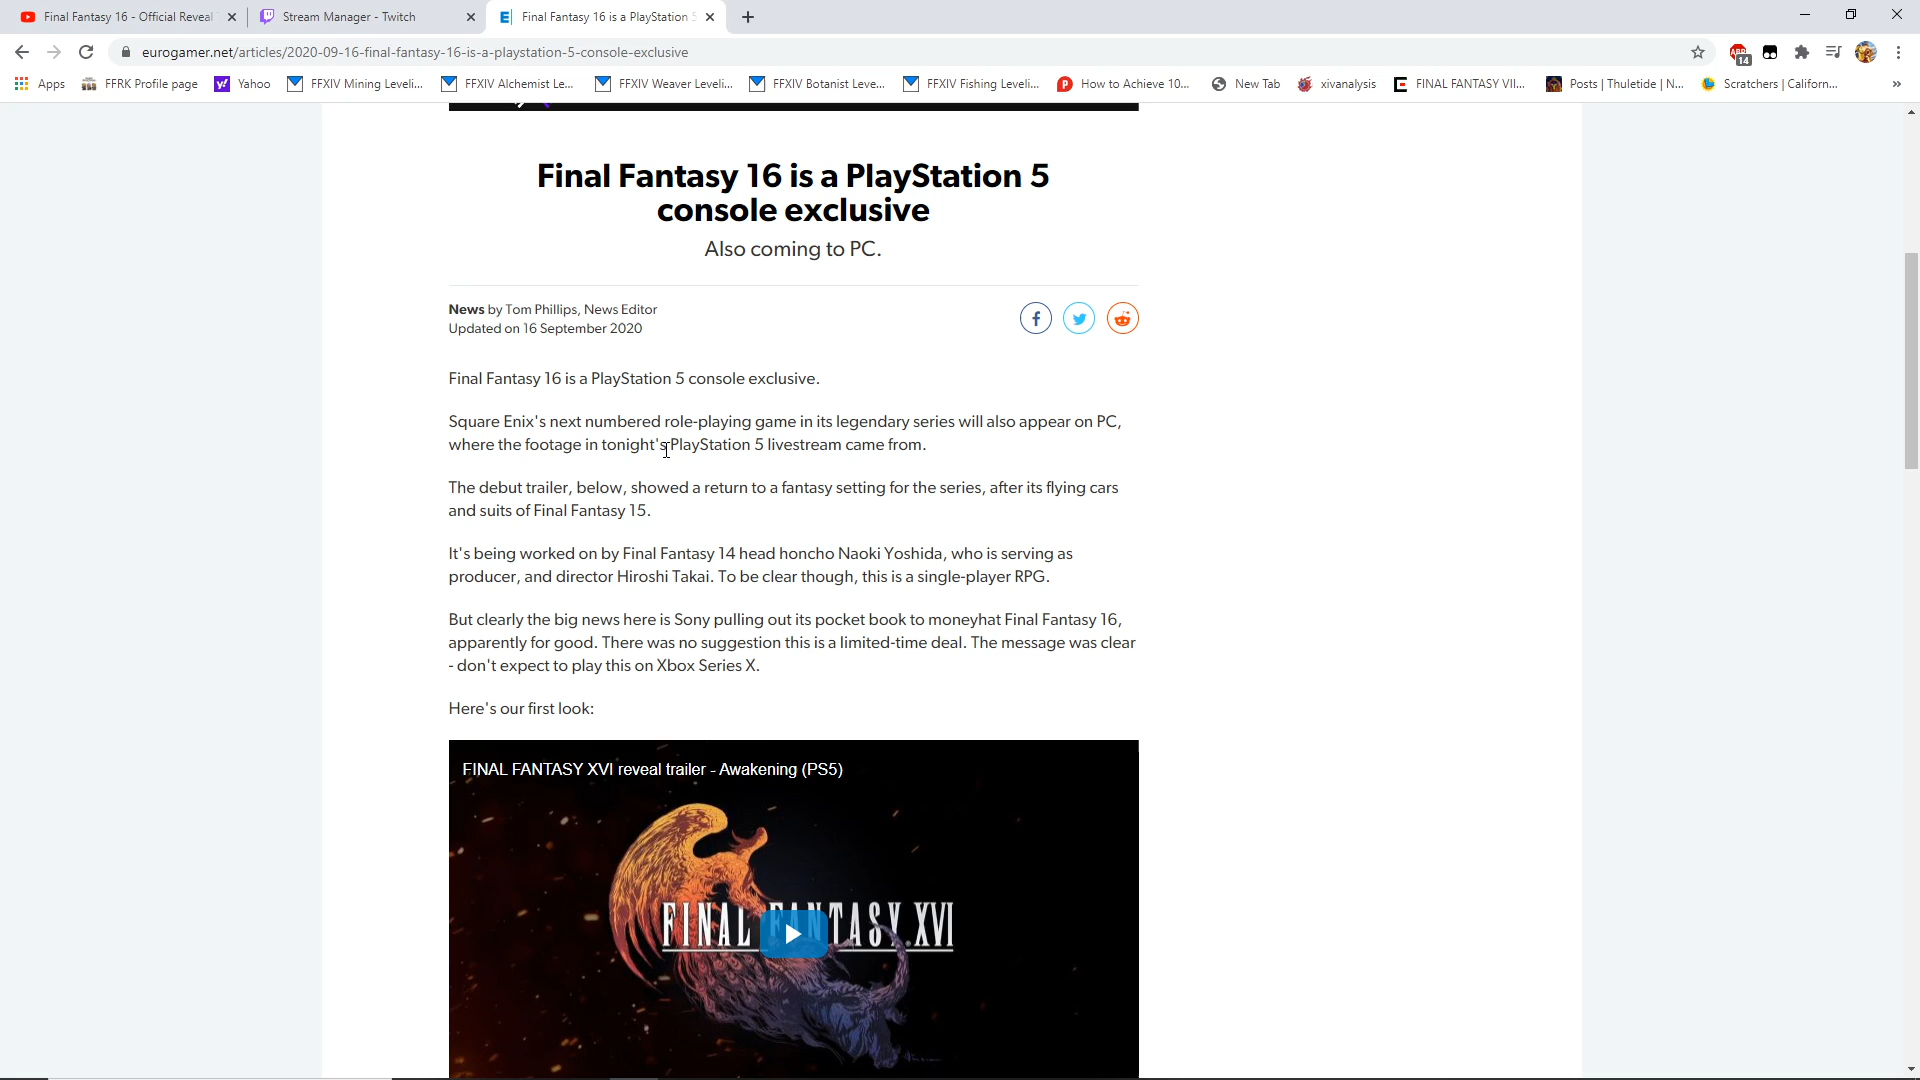 Final Fantasy 16 - Official Reveal
Stream Manager - Twitch
Final Fantasy 16 is a PlayStation 5
eurogamer.net/articles/2020-09-16-final-fantasy-16-is-a-playstation-5-console-exclusive
14
Apps
FFRK Profile page
Yahoo
FFXIV Mining Leveli...
FFXIV Alchemist Le...
FFXIV Weaver Leveli...
FFXIV Botanist Leve...
FFXIV Fishing Leveli...
How to Achieve 10...
New Tab
xivanalysis
FINAL FANTASY VII...
Posts | Thuletide | N...
Scratchers | Californ...
»
Final Fantasy 16 is a PlayStation 5
console exclusive
Also coming to PC.
News by Tom Phillips, News Editor
Updated on 16 September 2020
Final Fantasy 16 is a PlayStation 5 console exclusive.
Square Enix's next numbered role-playing game in its legendary series will also appear on PC,
where the footage in tonight's PlayStation 5 livestream came from.
The debut trailer, below, showed a return to a fantasy setting for the series, after its flying cars
and suits of Final Fantasy 15.
It's being worked on by Final Fantasy 14 head honcho Naoki Yoshida, who is serving as
producer, and director Hiroshi Takai. To be clear though, this is a single-player RPG.
But clearly the big news here is Sony pulling out its pocket book to moneyhat Final Fantasy 16,
apparently for good. There was no suggestion this is a limited-time deal. The message was clear
- don't expect to play this on Xbox Series X.
Here's our first look:
FINAL FANTASY XVI reveal trailer - Awakening (PS5)
FINAL FANTASY XVI